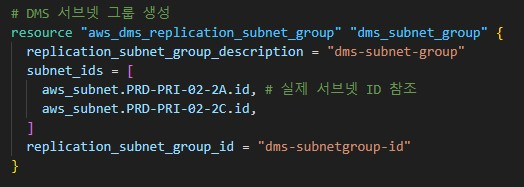 # DMS 서브넷 그룹 생성
resource "aws_dms_replication_subnet_group" "dms_subnet_group" {
  replication_subnet_group_description = "dms-subnet-group"
  subnet_ids = [
    aws_subnet.PRD-PRI-02-2A.id, # 실제 서브넷 ID 참조
    aws_subnet.PRD-PRI-02-2C.id,
  ]
  replication_subnet_group_id = "dms-subnetgroup-id"
}